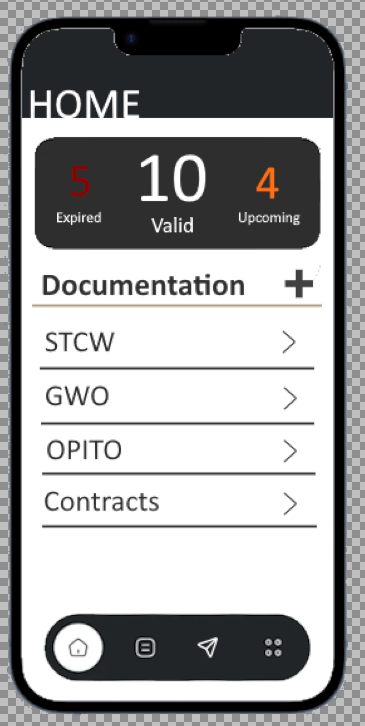 HOME
5 10 4
Expired Valid Upcoming
Documentation +
STCW
GWO
OPITO
Contracts